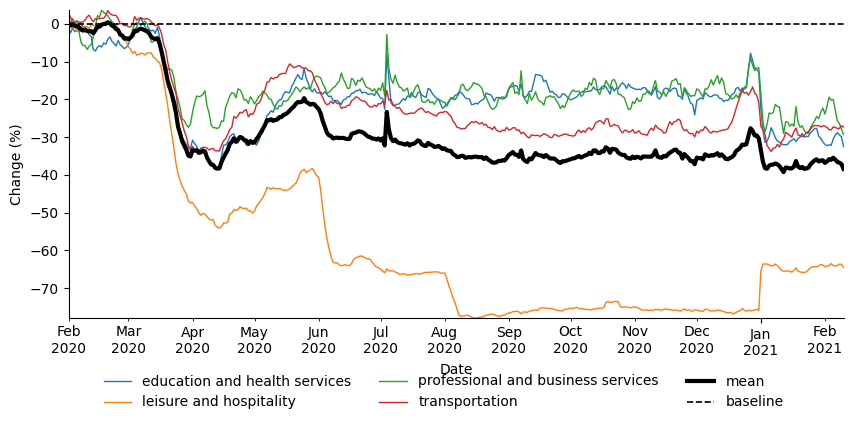 0
−10
−20
−30
−40
−50
−60
−70
Change (%)
Feb Mar Apr May Jun Jul Aug Sep Oct Nov Dec Jan Feb
2020 2020 2020 2020 2020 2020 2020 2020 2020 2020 2020 2021 2021
Date
education and health services professional and business services mean
leisure and hospitality transportation baseline